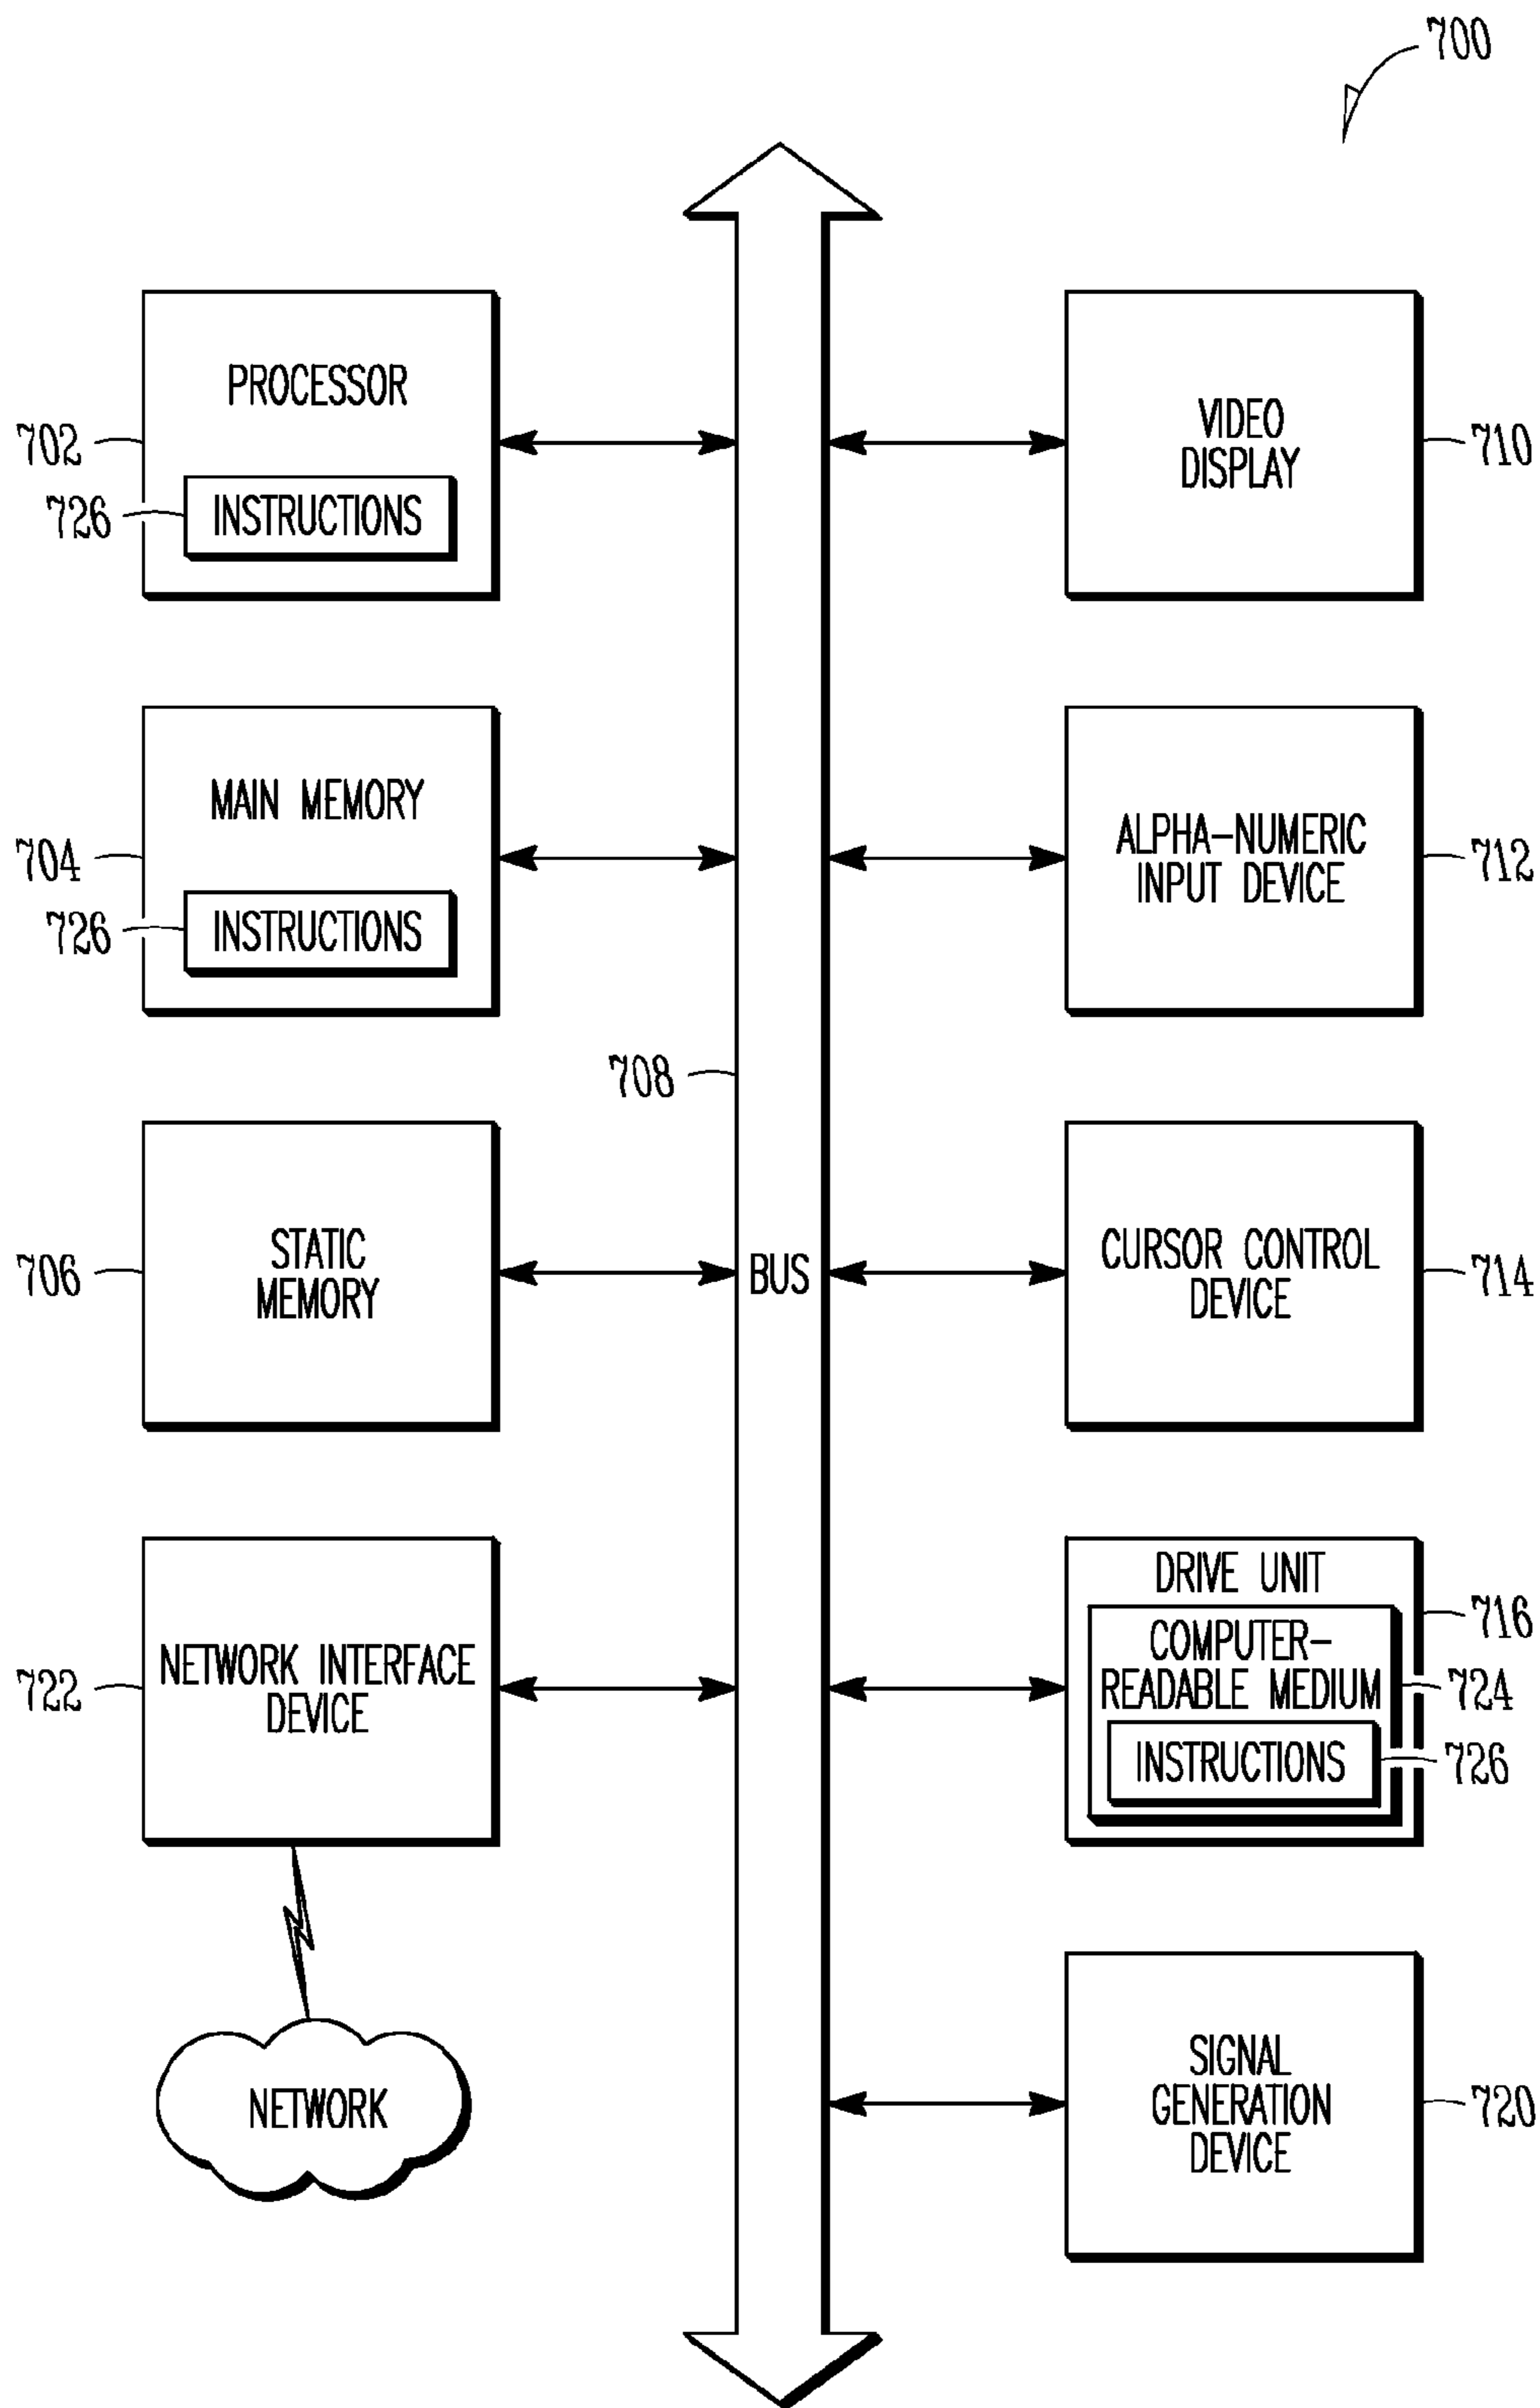 700
PROCESSOR
702
726
INSTRUCTIONS
VIDEO
DISPLAY
710
MAIN MEMORY
704
726
INSTRUCTIONS
ALPHA-NUMERIC
INPUT DEVICE
712
708
STATIC
MEMORY
706
BUS
CURSOR CONTROL
DEVICE
714
NETWORK INTERFACE
DEVICE
722
DRIVE UNIT
716
COMPUTER-
READABLE MEDIUM
724
INSTRUCTIONS
726
NETWORK
SIGNAL
GENERATION
DEVICE
720